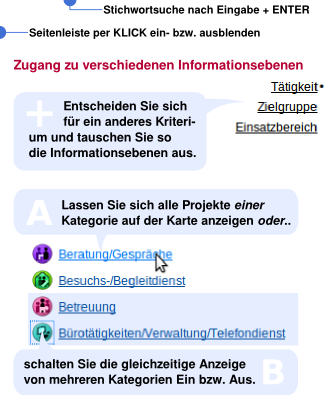 Stichwortsuche nach Eingabe + ENTER
Seitenleiste per KLICK ein- bzw. ausblenden
Zugang zu verschiedenen Informationsebenen
Tätigkeit•
Zielgruppe
Einsatzbereich
+
Entscheiden Sie sich
für ein anderes Kriteri-
um und tauschen Sie so
die Informationsebenen aus.
A
Lassen Sie sich alle Projekte einer
Kategorie auf der Karte anzeigen oder..
Beratung/Gespräche
Besuchs-/Begleitdienst
Betreuung
Bürotätigkeiten/Verwaltung/Telefondienst
schalten Sie die gleichzeitige Anzeige
von mehreren Kategorien Ein bzw. Aus.
B